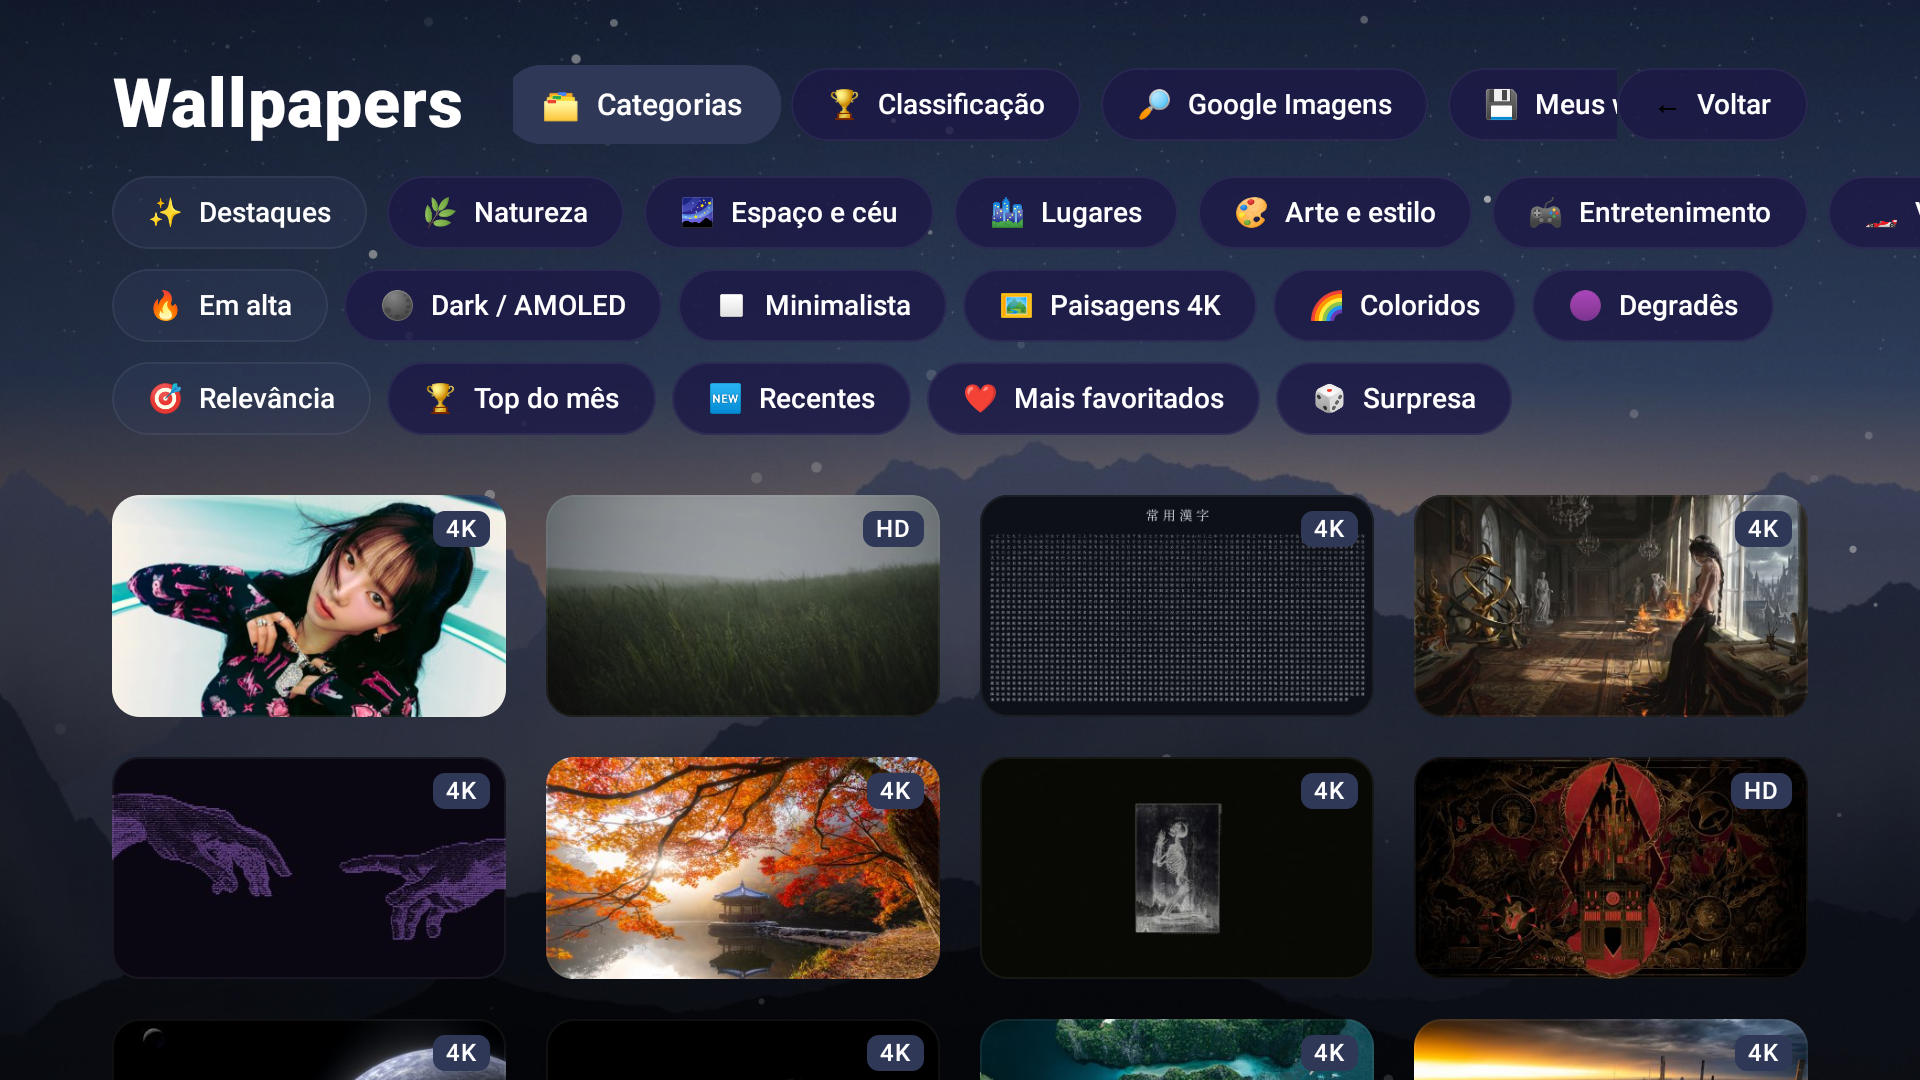 Wallpapers
Categorias
Classificação
Google Imagens
Meus
Voltar
Destaques
Natureza
Espaço e céu
Lugares
Arte e estilo
Entretenimento
Em alta
Dark / AMOLED
Minimalista
Paisagens 4K
Coloridos
Degradês
Relevância
Top do mês
NEW
Recentes
Mais favoritados
Surpresa
4K
HD
常用漢字
4K
4K
4K
4K
4K
HD
4K
4K
4K
4K